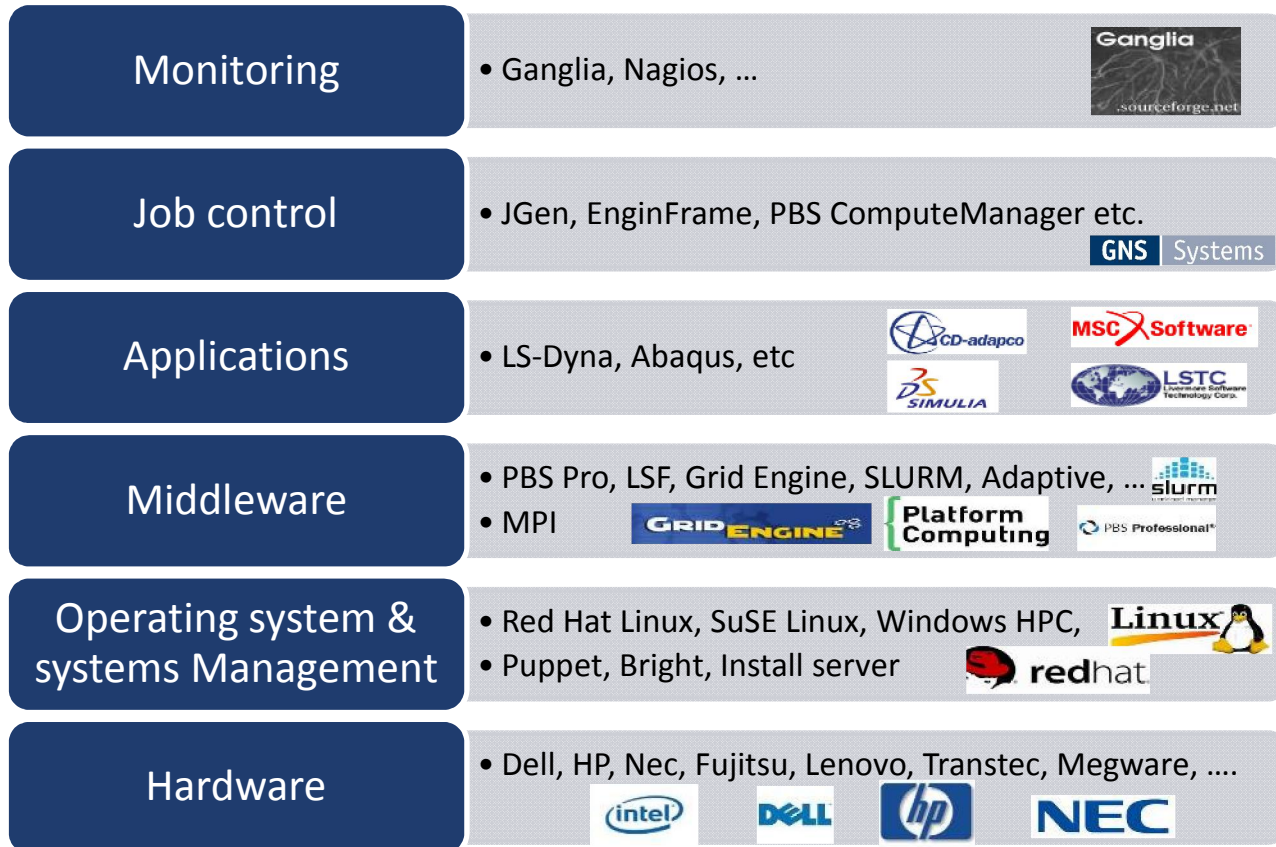 Monitoring
• Ganglia, Nagios, ...
Ganglia
.sourceforge.net
Job control
• JGen, EnginFrame, PBS ComputeManager etc.
GNS Systems
Applications
• LS-Dyna, Abaqus, etc
CD-adapco
MSC Software
DS SIMULIA
LSTC
Livermore Software
Technology Corp.
Middleware
• PBS Pro, LSF, Grid Engine, SLURM, Adaptive, ...
slurm
• MPI
GRID ENGINE
Platform
Computing
PBS Professional®
Operating system &
systems Management
• Red Hat Linux, SuSE Linux, Windows HPC,
Linux
• Puppet, Bright, Install server
redhat
Hardware
• Dell, HP, Nec, Fujitsu, Lenovo, Transtec, Megware, ....
intel
DELL
hp
NEC